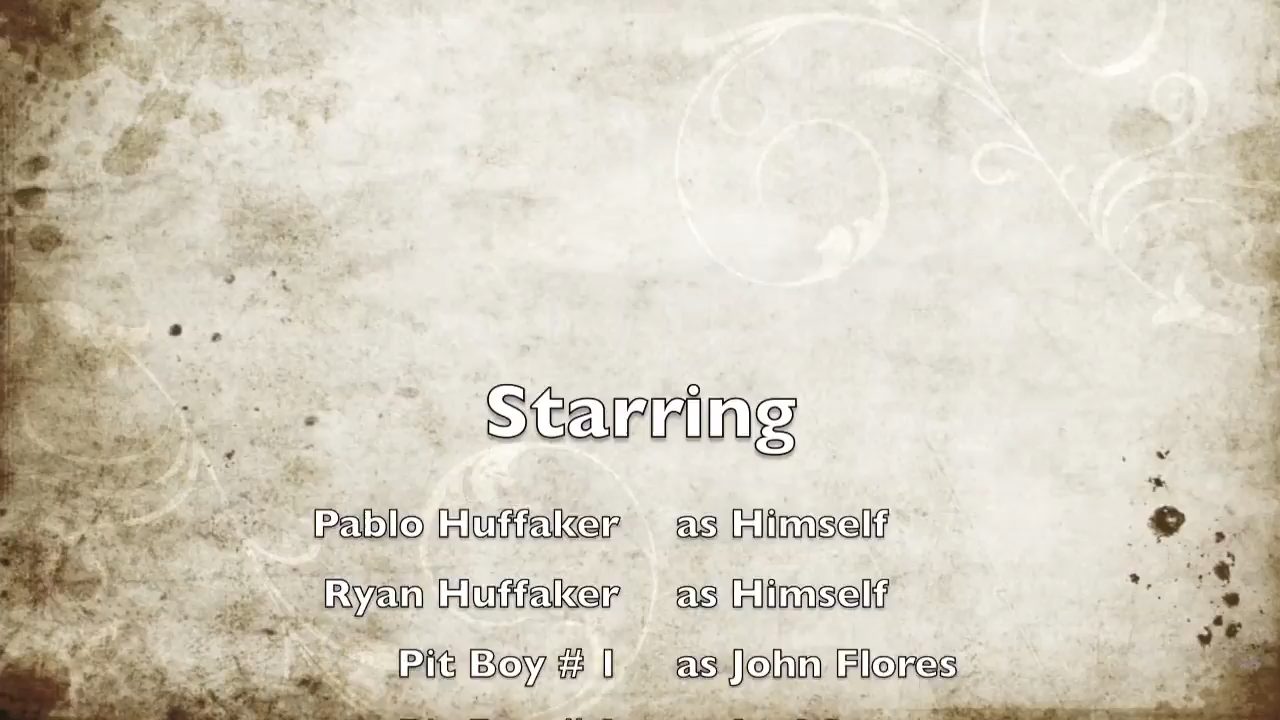 Starring
Pablo Huffaker as Himself
Ryan Huffaker as Himself
Pit Boy # 1 as John Flores